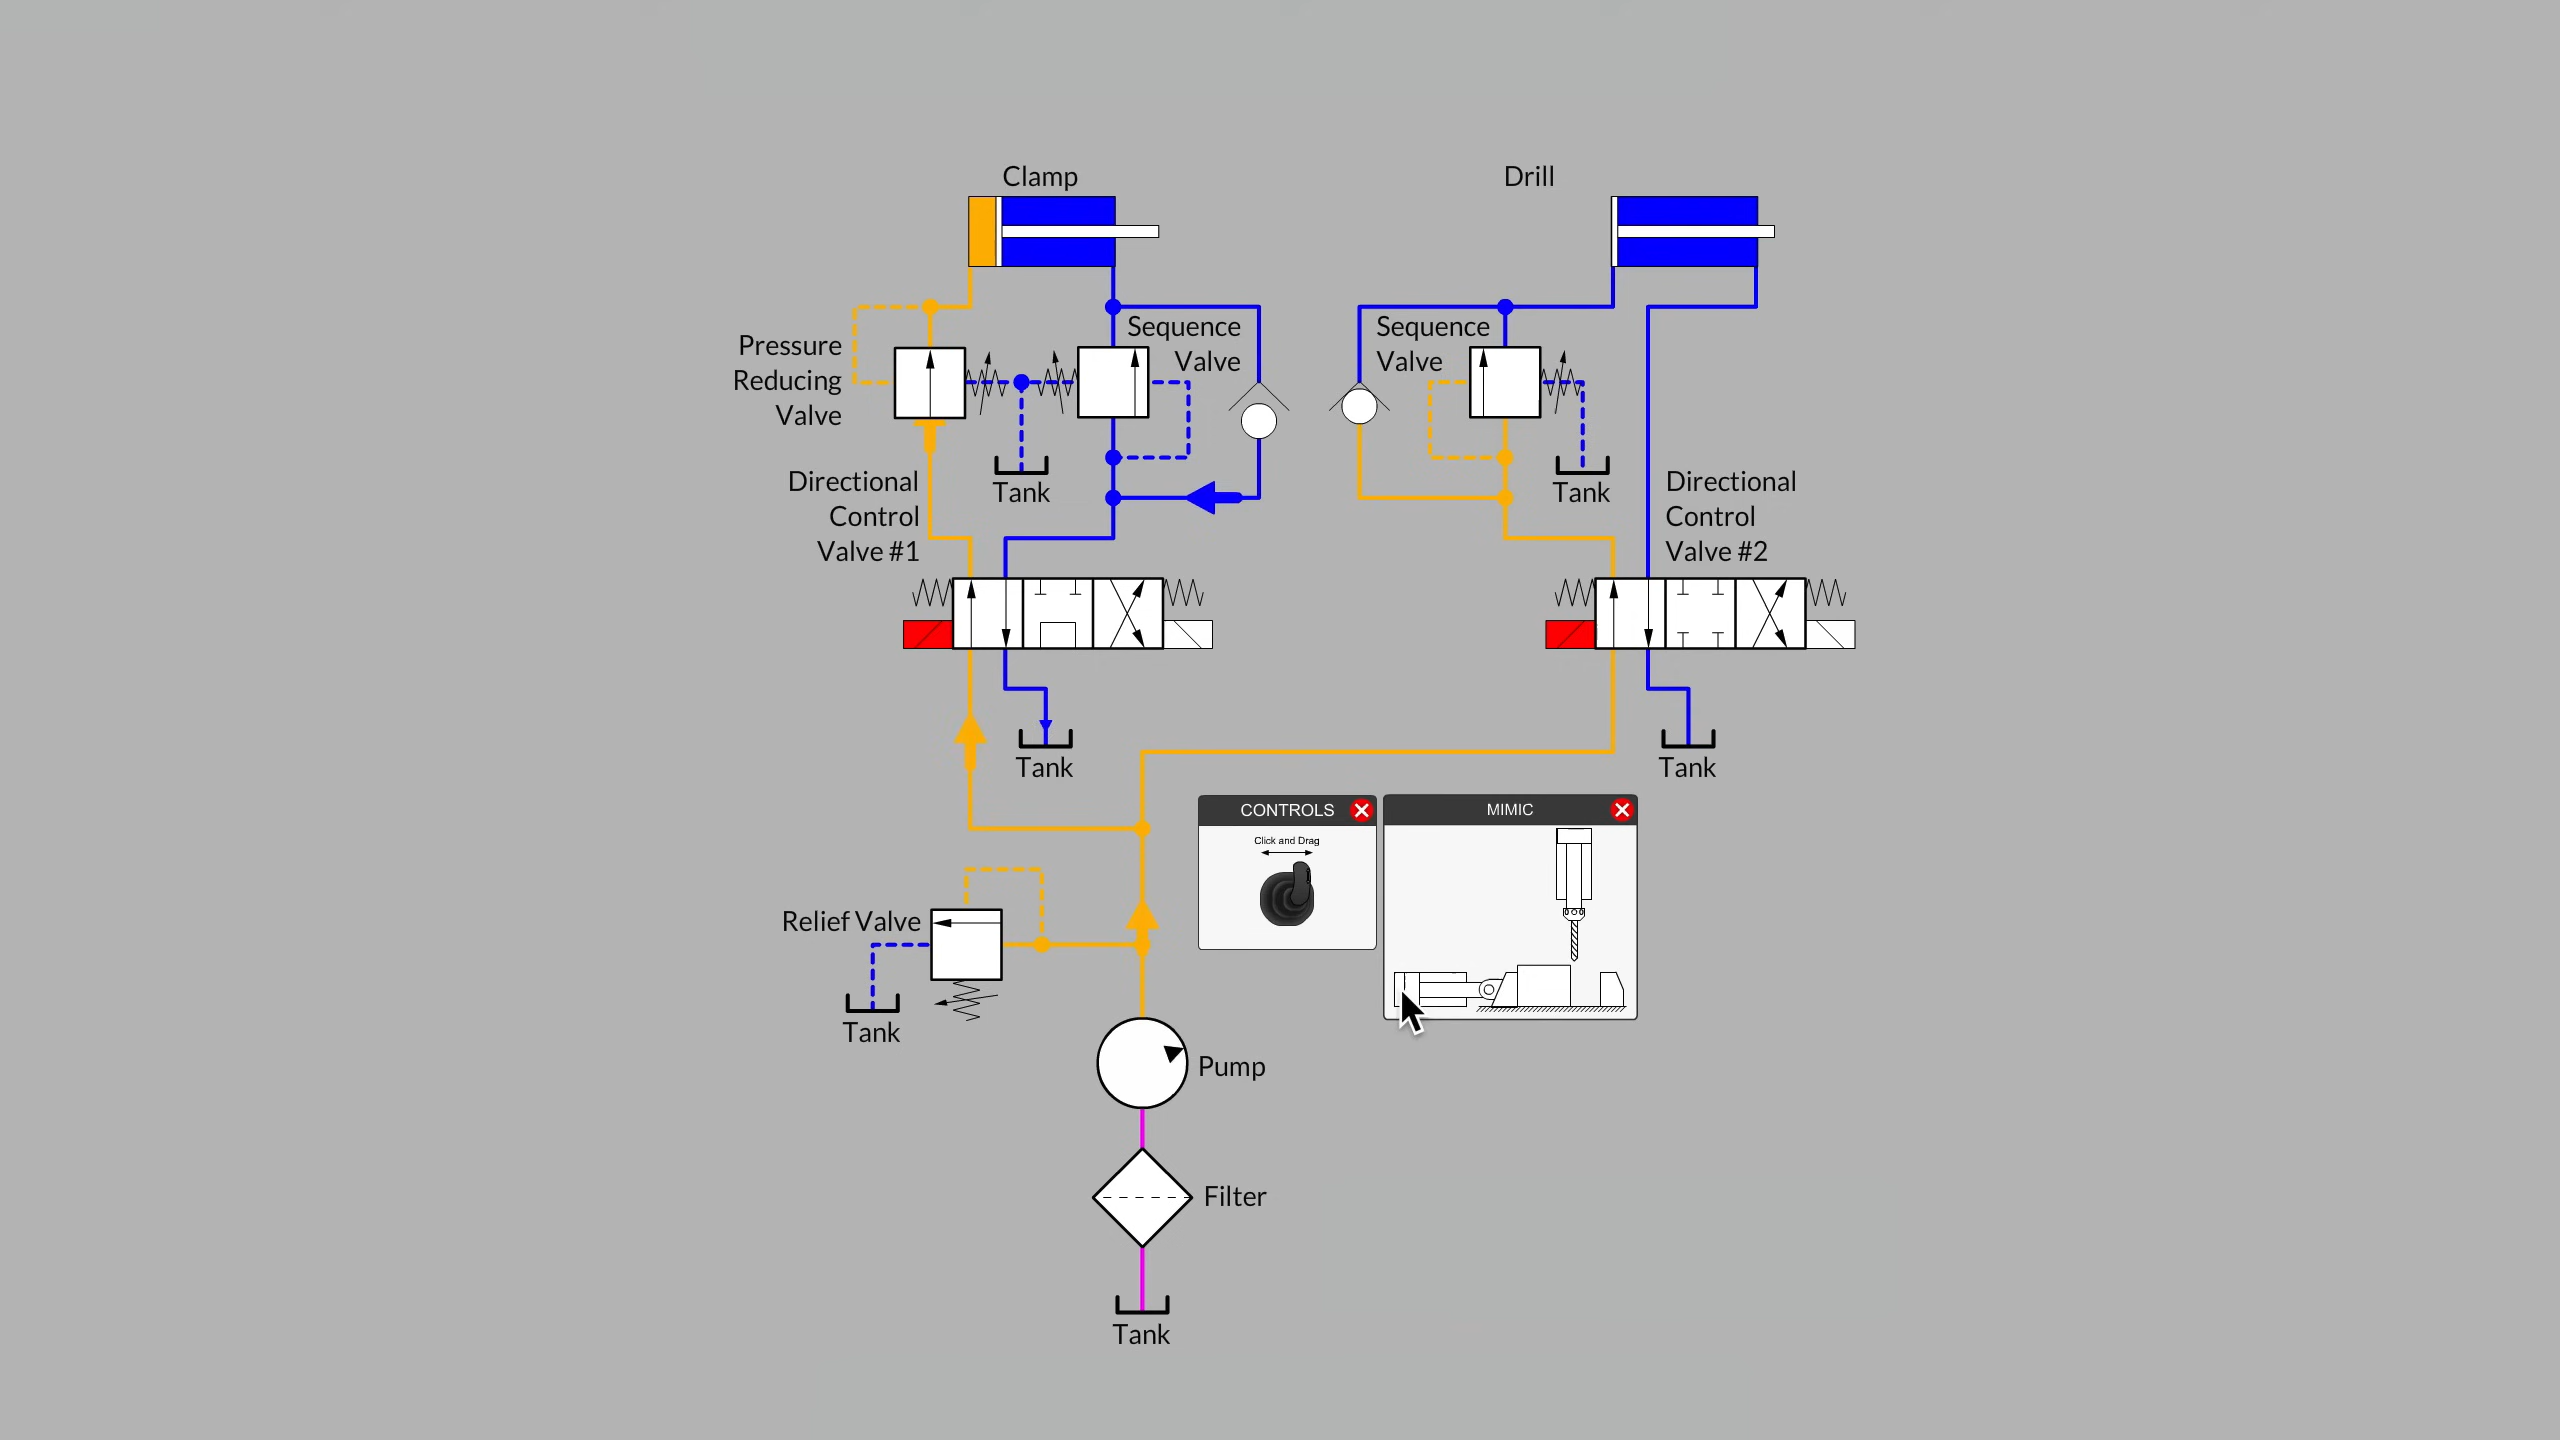 Clamp
Drill
Sequence
Valve
Sequence
Valve
Pressure
Reducing
Valve
Directional
Control
Valve #1
Tank
Tank
Directional
Control
Valve #2
Tank
Tank
CONTROLS
Click and Drag
MIMIC
Relief Valve
Tank
Pump
Filter
Tank